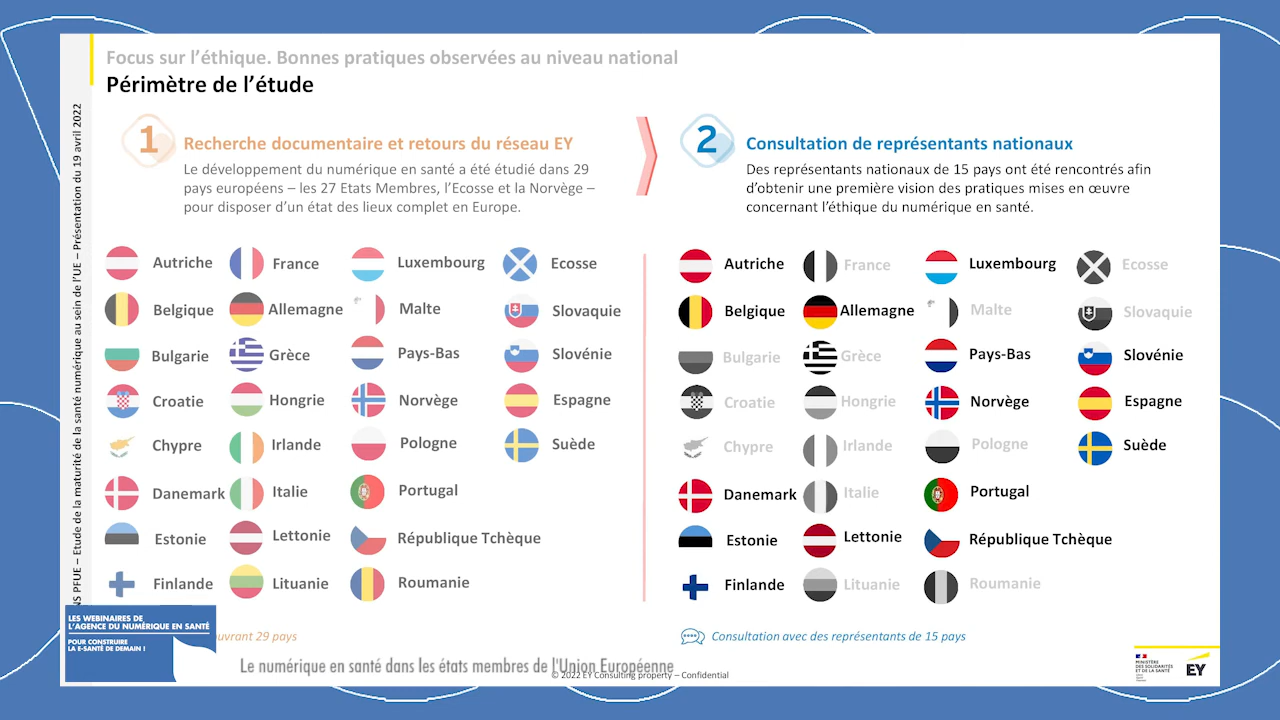 Focus sur l'éthique. Bonnes pratiques observées au niveau national
Périmètre de l'étude
NS PFUE – Etude de la maturité de la santé numérique au sein de l'UE – Présentation du 19 avril 2022
1
Recherche documentaire et retours du réseau EY
Le développement du numérique en santé a été étudié dans 29
pays européens – les 27 Etats Membres, l'Ecosse et la Norvège –
pour disposer d'un état des lieux complet en Europe.
Autriche France Luxembourg Ecosse
Belgique Allemagne Malte Slovaquie
Bulgarie Grèce Pays-Bas Slovénie
Croatie Hongrie Norvège Espagne
Chypre Irlande Pologne Suède
Danemark Italie Portugal
Estonie Lettonie République Tchèque
Finlande Lituanie Roumanie
uvrant 29 pays
2
Consultation de représentants nationaux
Des représentants nationaux de 15 pays ont été rencontrés afin
d'obtenir une première vision des pratiques mises en œuvre
concernant l'éthique du numérique en santé.
Autriche France Luxembourg Ecosse
Belgique Allemagne Malte Slovaquie
Bulgarie Grèce Pays-Bas Slovénie
Croatie Hongrie Norvège Espagne
Chypre Irlande Pologne Suède
Danemark Italie Portugal
Estonie Lettonie République Tchèque
Finlande Lituanie Roumanie
Consultation avec des représentants de 15 pays
LES WEBINAIRES DE
L'AGENCE DU NUMÉRIQUE EN SANTÉ
POUR CONSTRUIRE
LA E-SANTÉ DE DEMAIN !
Le numérique en santé dans les états membres de l'Union Européenne
© 2022 EY Consulting property – Confidential
MINISTÈRE
DES SOLIDARITÉS
ET DE LA SANTÉ
EY